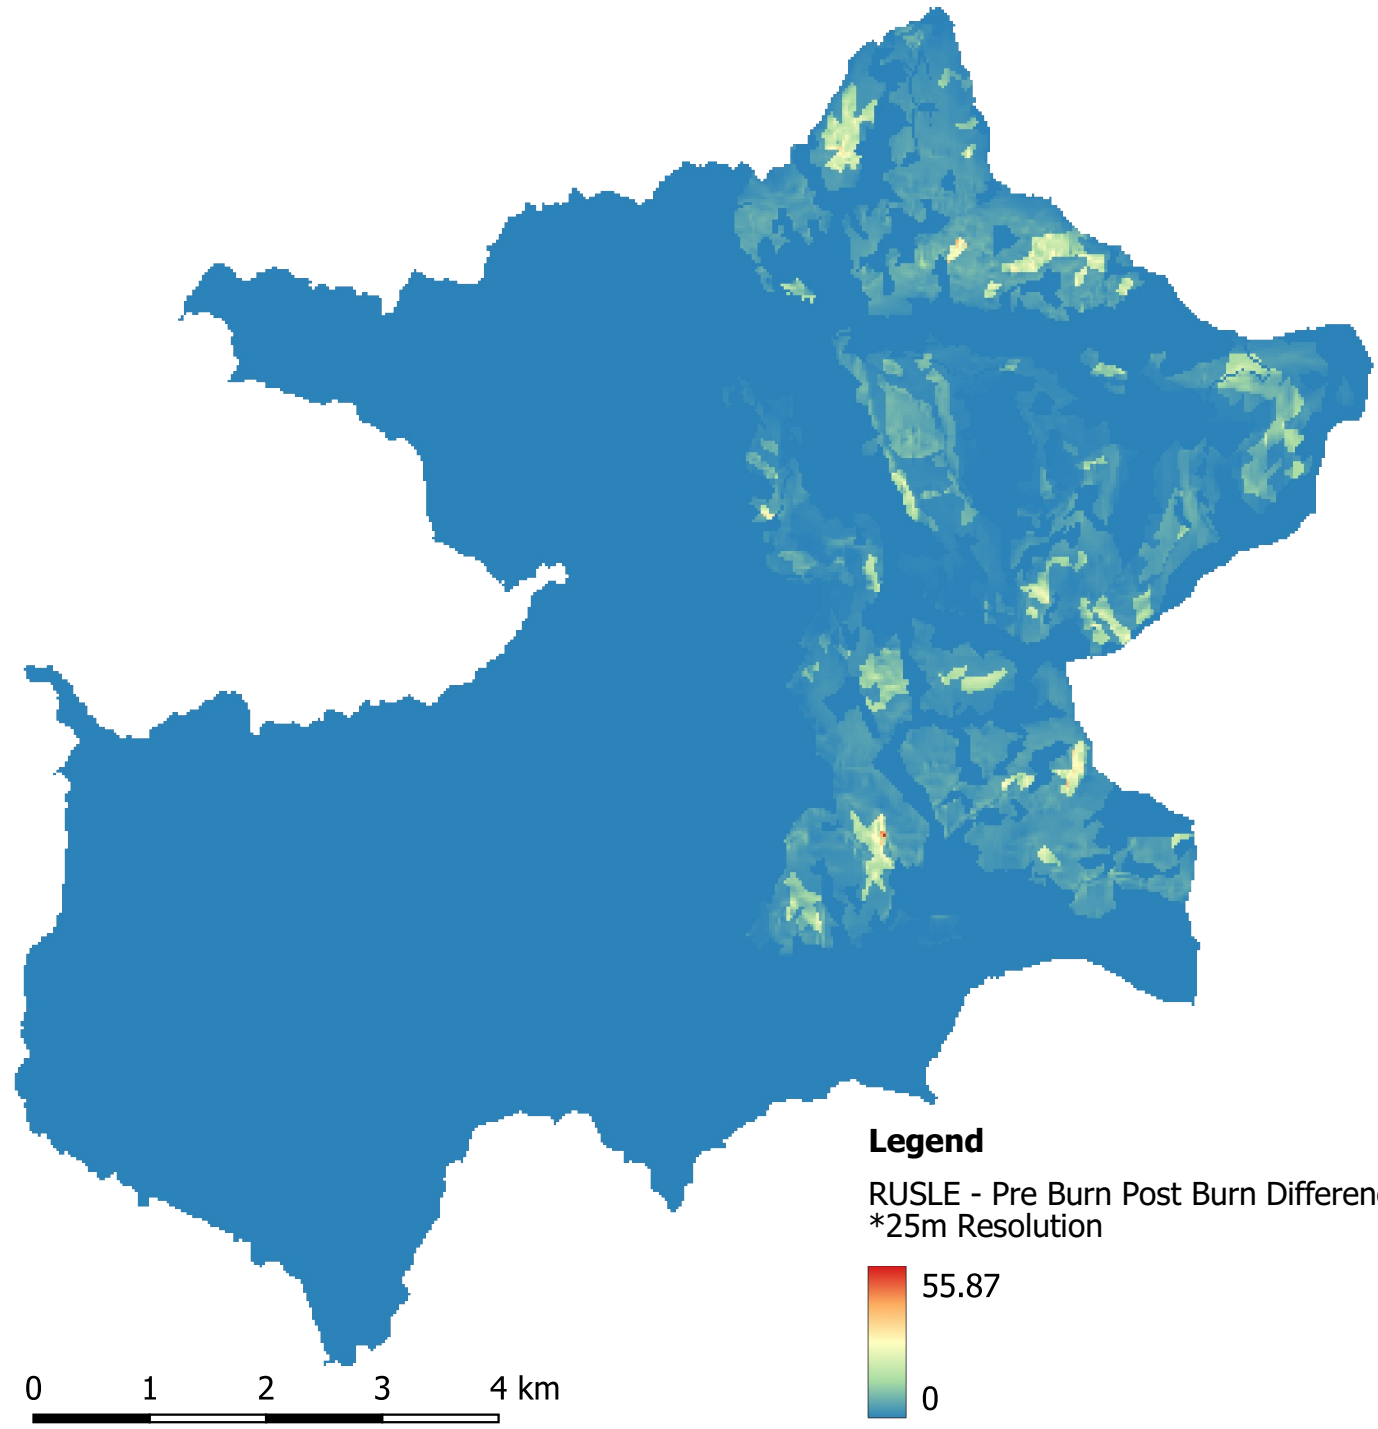 Legend
RUSLE - Pre Burn Post Burn Differen
*25m Resolution
55.87
0
0 1 2 3 4 km